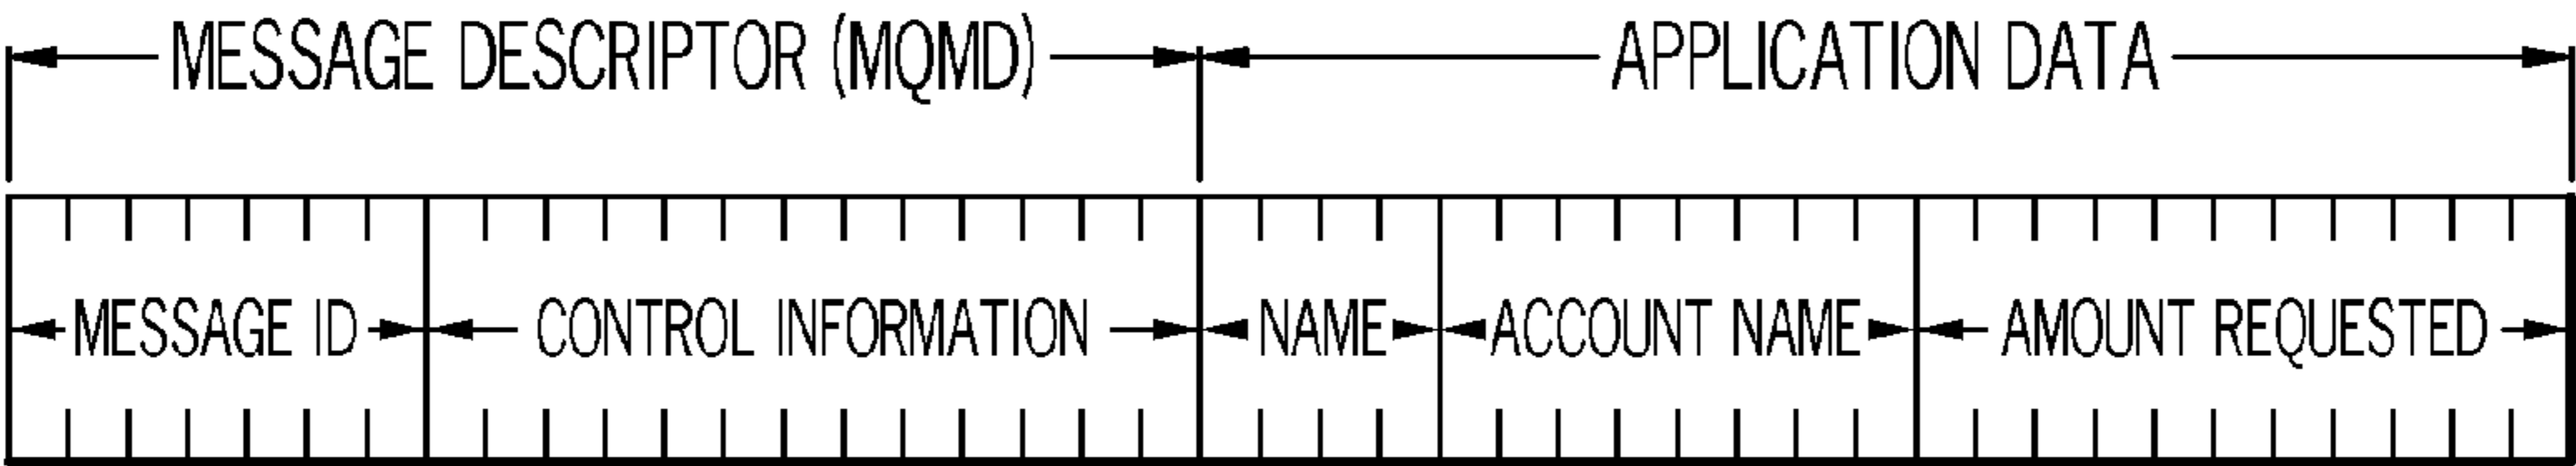 MESSAGE DESCRIPTOR (MQMD) APPLICATION DATA
MESSAGE ID CONTROL INFORMATION NAME ACCOUNT NAME AMOUNT REQUESTED